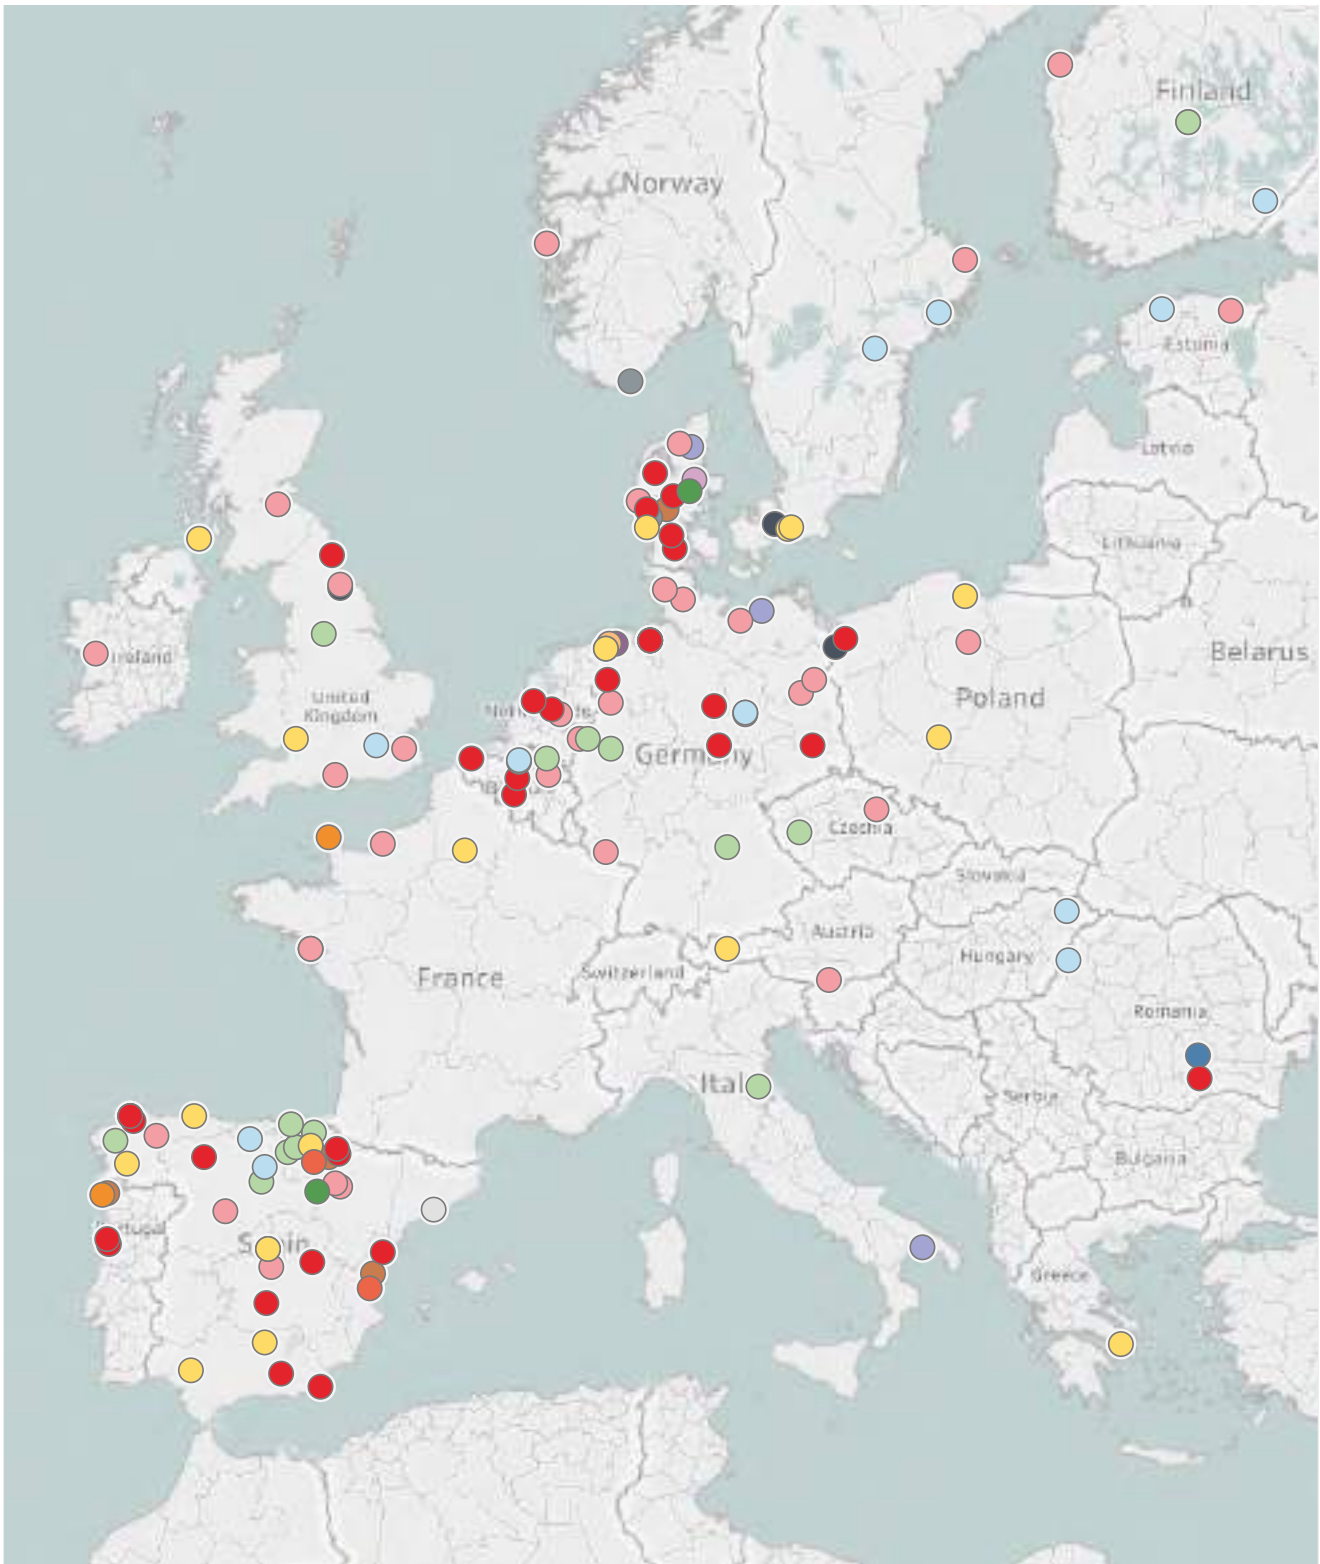 Finland
Norway
Estonia
Latvia
Lithuania
Ireland
Belarus
United
Kingdom
Poland
Germany
Czechia
Slovakia
Austria
Hungary
Switzerland
France
Romania
Ital
Serbia
Bulgaria
Greece